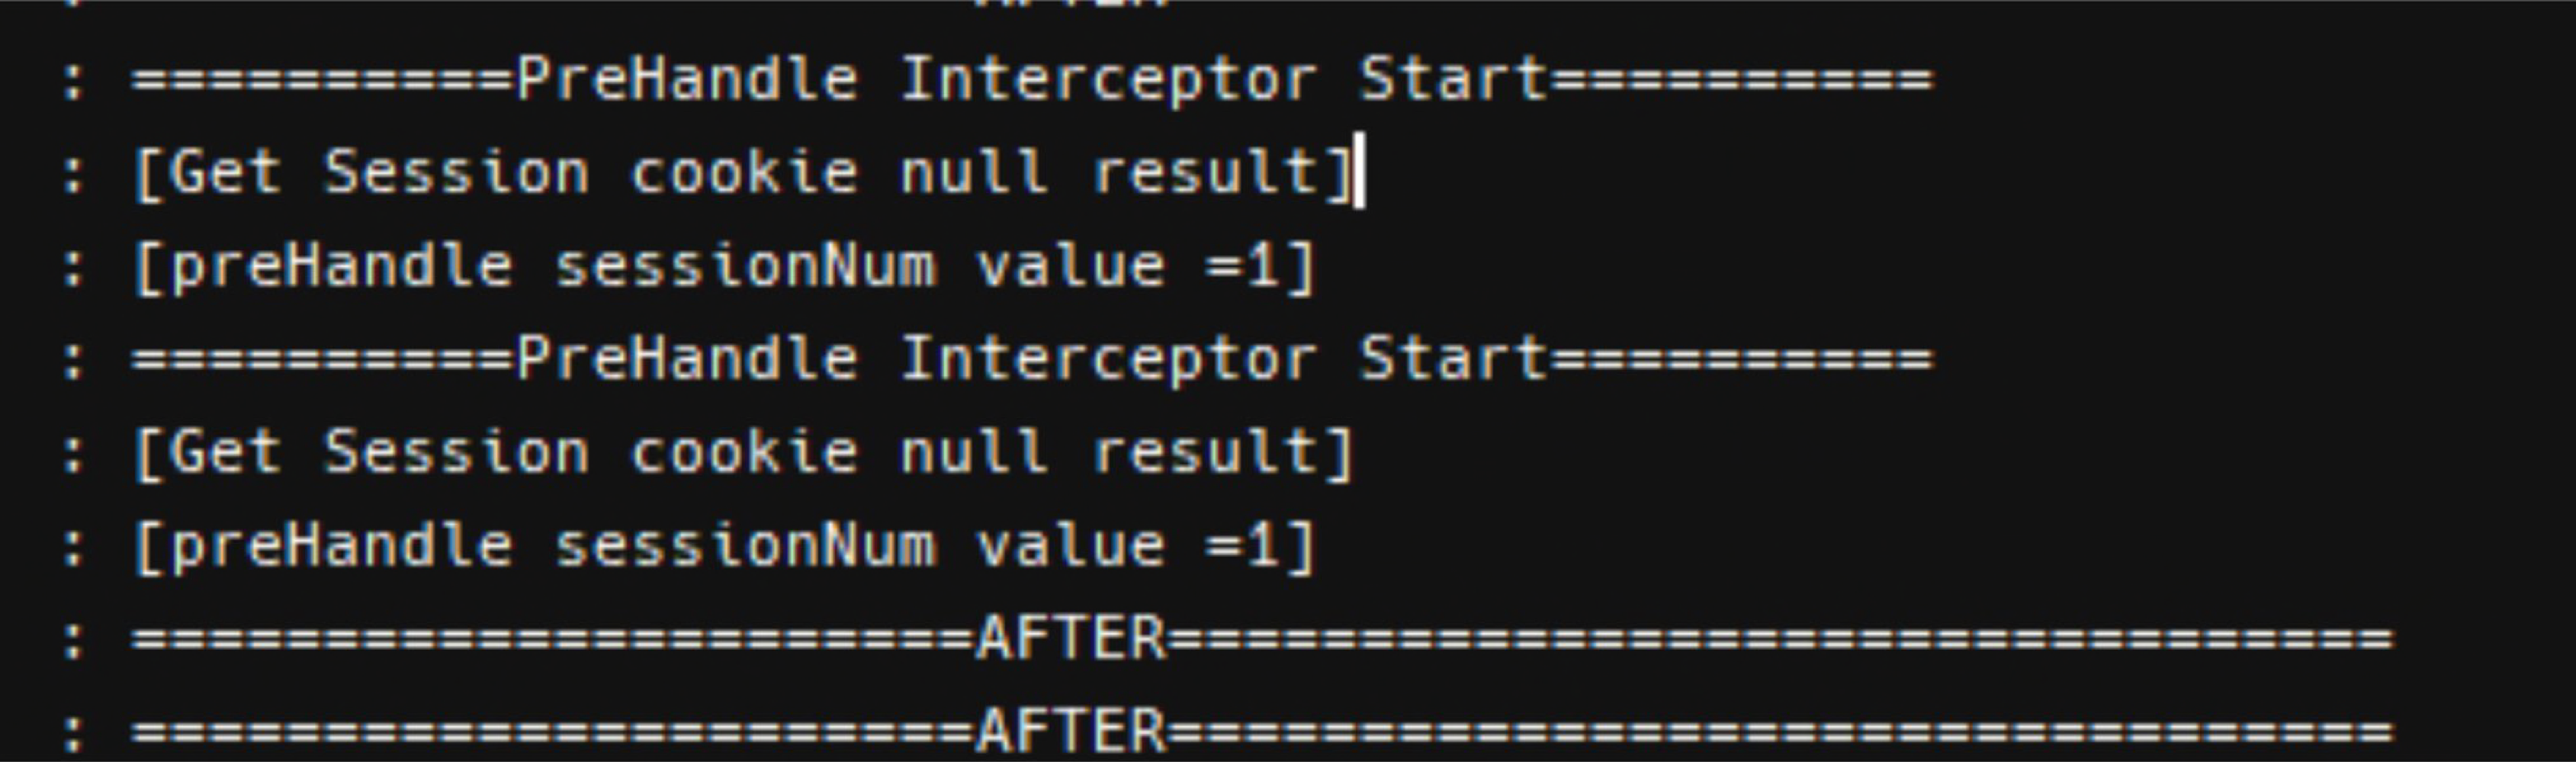 : ==========PreHandle Interceptor Start==========
: [Get Session cookie null result]
: [preHandle sessionNum value =1]
: ==========PreHandle Interceptor Start==========
: [Get Session cookie null result]
: [preHandle sessionNum value =1]
: ======================AFTER================================
: ======================AFTER================================